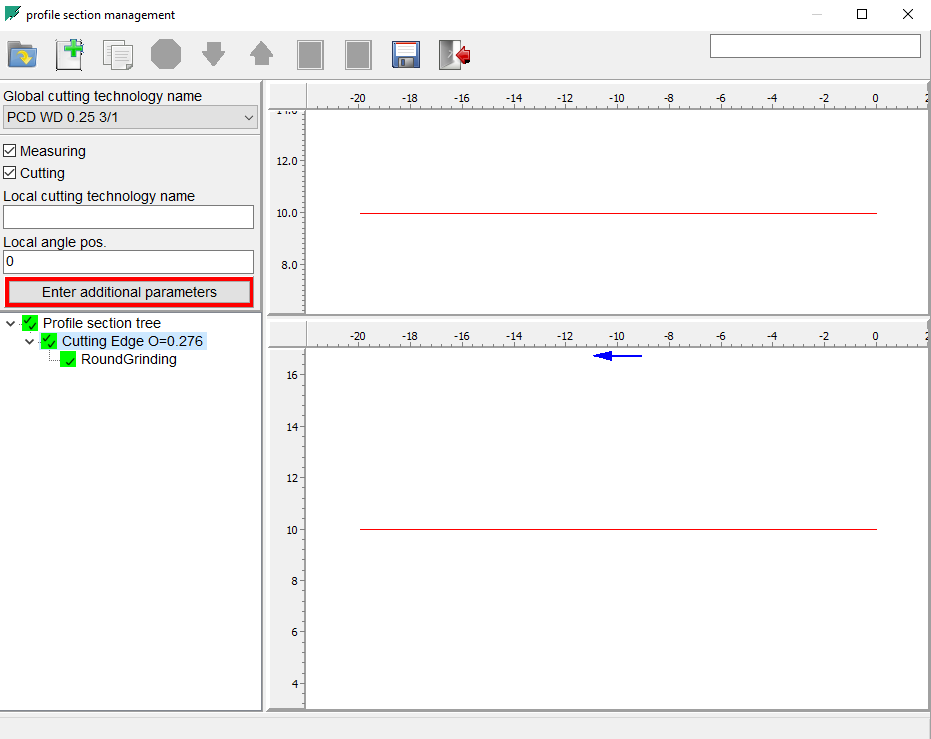 profile section management
Global cutting technology name
PCD WD 0.25 3/1
Measuring
Cutting
Local cutting technology name
Local angle pos.
0
Enter additional parameters
Profile section tree
Cutting Edge O=0.276
RoundGrinding
-20 -18 -16 -14 -12 -10 -8 -6 -4 -2 0
12.0
10.0
8.0
-20 -18 -16 -14 -12 -10 -8 -6 -4 -2 0
16
14
12
10
8
6
4